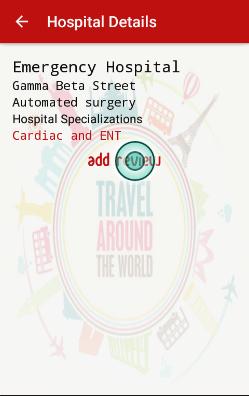 Hospital Details
Emergency Hospital
Gamma Beta Street
Automated surgery
Hospital Specializations
Cardiac and ENT
add review
TRAVEL
AROUND
THE WORLD